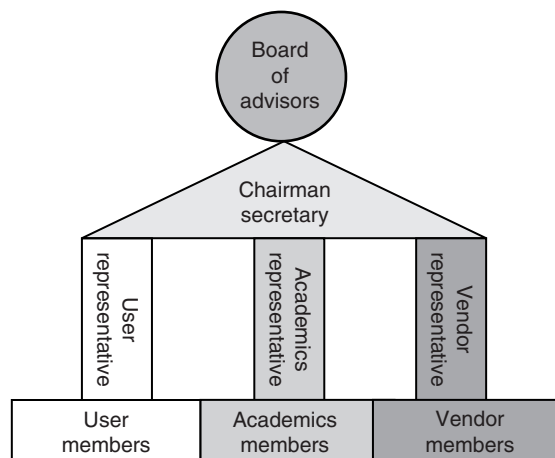 Board
of
advisors
Chairman
secretary
User
representative
Academics
representative
Vendor
representative
User
members
Academics
members
Vendor
members